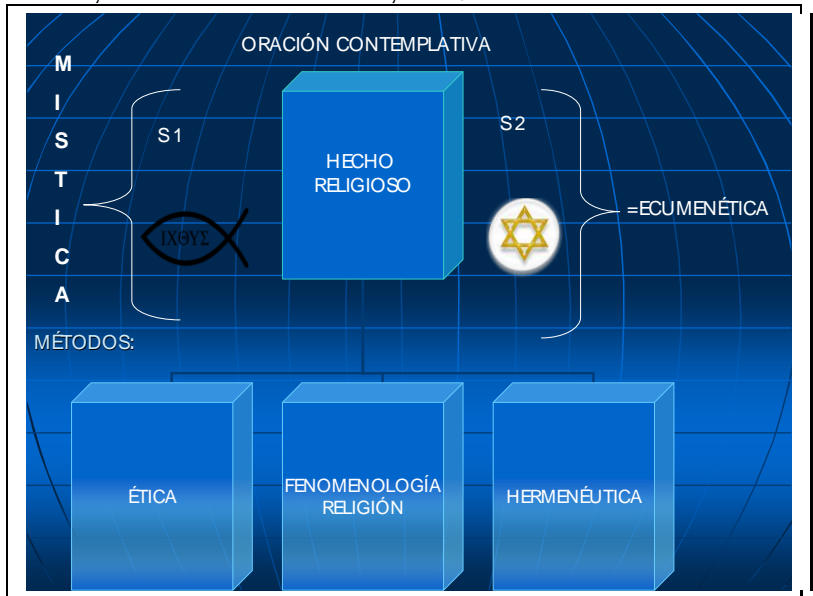 ORACIÓN CONTEMPLATIVA
M
I
S
T
I
C
A
S1
HECHO
RELIGIOSO
S2
ΙΧΘΥΣ
=ECUMENÉTICA
MÉTODOS:
ÉTICA
FENOMENOLOGÍA
RELIGIÓN
HERMENÉUTICA